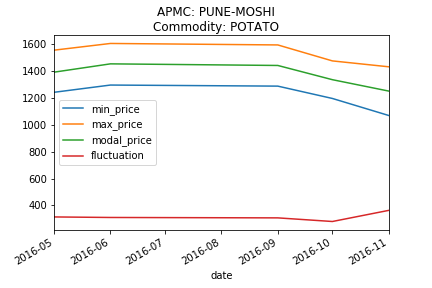 APMC: PUNE-MOSHI
Commodity: POTATO
1600
1400
1200
1000
800
600
400
min_price
max_price
modal_price
fluctuation
2016-05
2016-06
2016-07
2016-08
2016-09
2016-10
2016-11
date